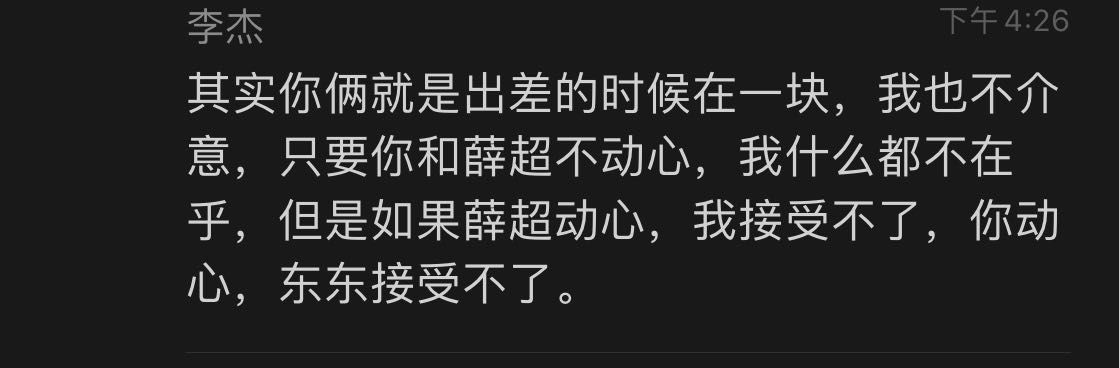 李杰
下午4:26
其实你俩就是出差的时候在一块，我也不介
意，只要你和薛超不动心，我什么都不在
乎，但是如果薛超动心，我接受不了，你动
心，东东接受不了。